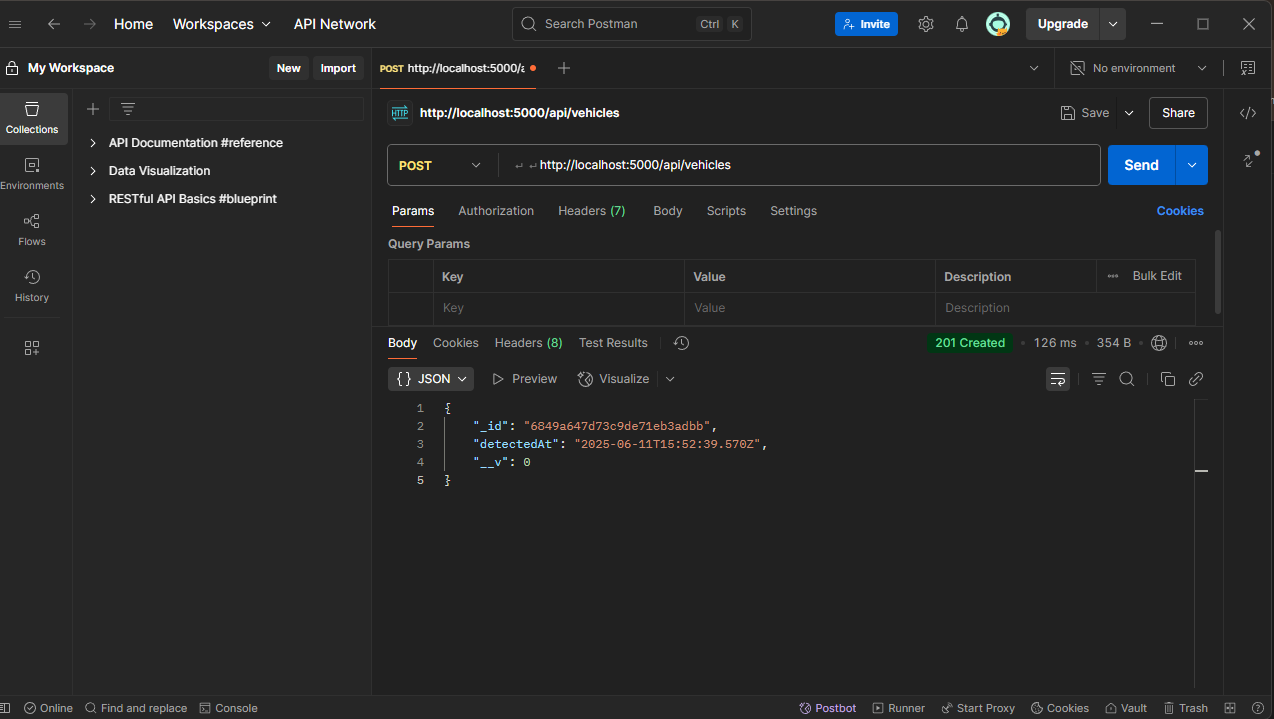 Home Workspaces API Network Search Postman Ctrl K Invite Upgrade
My Workspace New Import POST http://localhost:5000/a No environment
Collections
Environments
Flows
History
API Documentation #reference
Data Visualization
RESTful API Basics #blueprint
HTTP http://localhost:5000/api/vehicles Save Share
POST http://localhost:5000/api/vehicles Send
Params Authorization Headers (7) Body Scripts Settings Cookies
Query Params
Key Value Description Bulk Edit
Key Value Description
Body Cookies Headers (8) Test Results 201 Created 126 ms 354 B
{} JSON Preview Visualize
1 {
2 "_id": "6849a647d73c9de71eb3adbb",
3 "detectedAt": "2025-06-11T15:52:39.570Z",
4 "__v": 0
5 }
Online Find and replace Console Postbot Runner Start Proxy Cookies Vault Trash